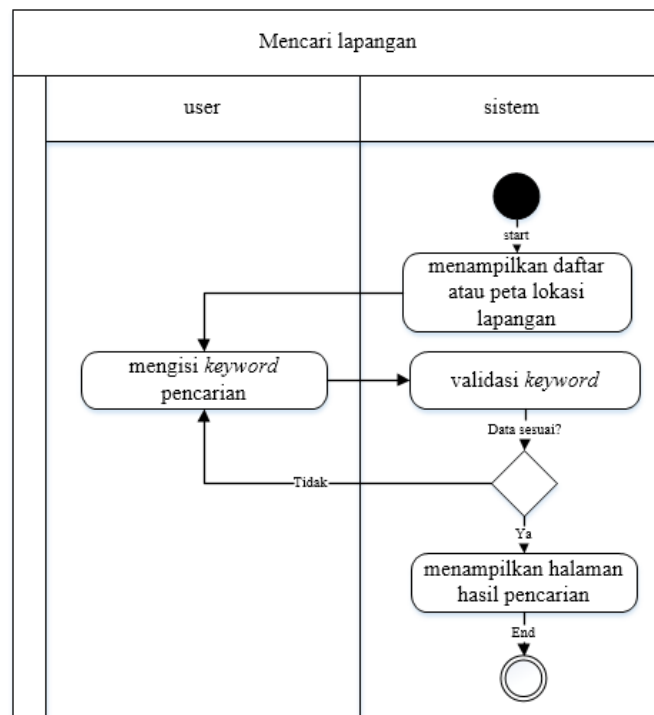 Mencari lapangan
user
sistem
start
menampilkan daftar
atau peta lokasi
lapangan
mengisi keyword
pencarian
validasi keyword
Data sesuai?
Tidak
Ya
menampilkan halaman
hasil pencarian
End